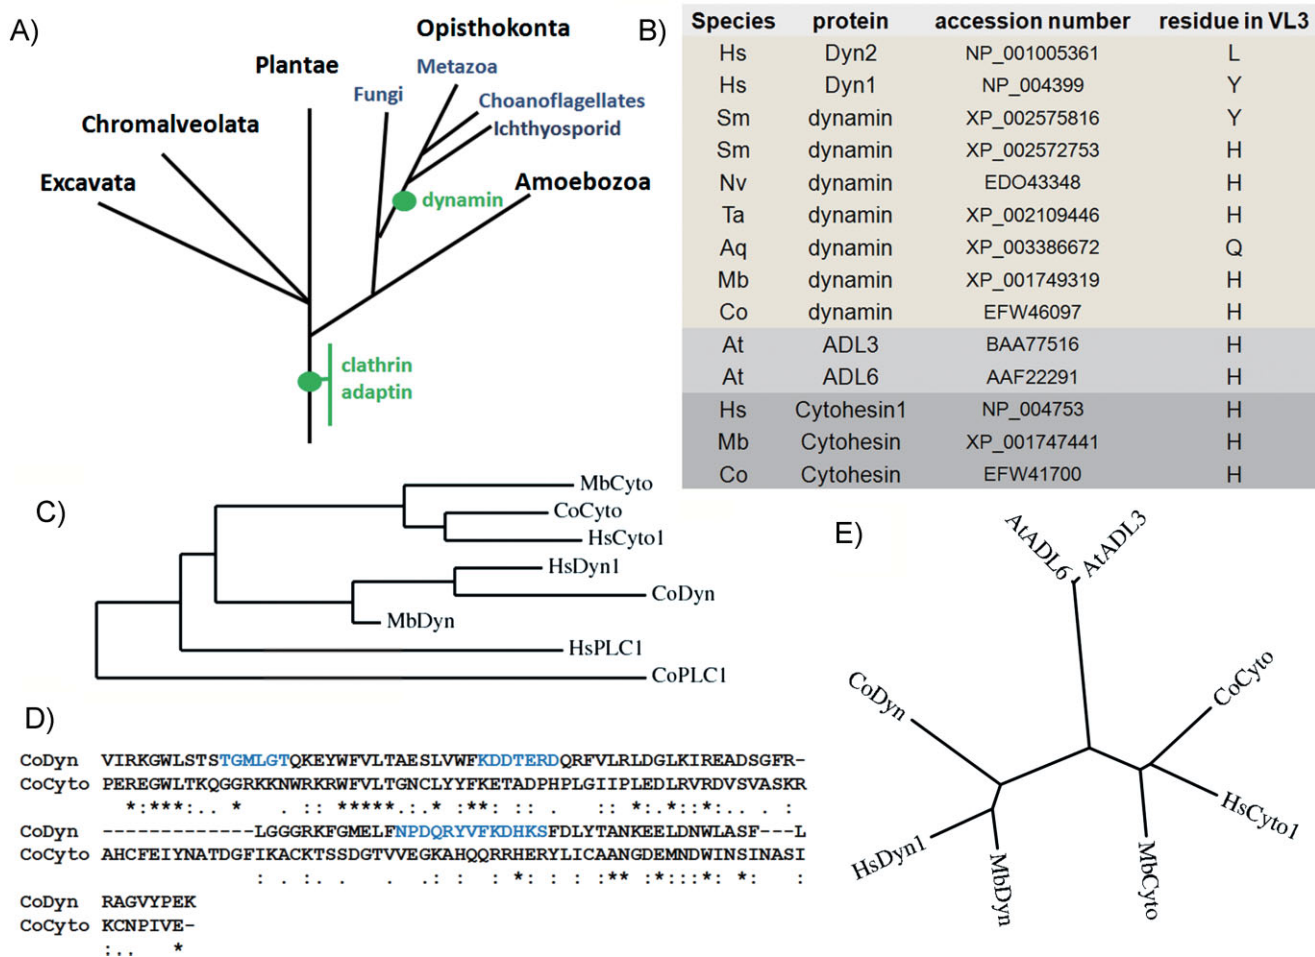 A)
Opisthokonta
Plantae
Metazoa
Fungi
Choanoflagellates
Ichthyosporid
Chromalveolata
Excavata
Amoebozoa
dynamin
clathrin
adaptin
B)
Species protein accession number residue in VL3
Hs Dyn2 NP_001005361 L
Hs Dyn1 NP_004399 Y
Sm dynamin XP_002575816 Y
Sm dynamin XP_002572753 H
Nv dynamin EDO43348 H
Ta dynamin XP_002109446 H
Aq dynamin XP_003386672 Q
Mb dynamin XP_001749319 H
Co dynamin EFW46097 H
At ADL3 BAA77516 H
At ADL6 AAF22291 H
Hs Cytohesin1 NP_004753 H
Mb Cytohesin XP_001747441 H
Co Cytohesin EFW41700 H
C)
MbCyto
CoCyto
HsCyto1
HsDyn1
CoDyn
MbDyn
HsPLC1
CoPLC1
D)
CoDyn VIRKGWLSTSTGMLGTQKEYWFVLTAESLVWFKDDTERDQRFVLRLDGLKIREADSGFR-
CoCyto PEREGWLTKQGGRKKNWRKRWFVLTGNCLYYFKETADPHPLGIIPLEDLRVRDVSVASKR
*:***:.. * . :: *****.::.* :** . . :: *.**::* . . :
CoDyn -------------LGGGRKFGMELFNPDQRYVFKDHKSFDLYTANKEELDNWLASF---L
CoCyto AHCFEIYNATDGFIKACKTSSDGTVVEGKAHQQRRHERYLICAANGDEMNDWINSINASI
: . :. . . .: : : *: : : .:** :*:::*: *: :
CoDyn RAGVYPEK
CoCyto KCNPIVE-
:.. *
E)
AtADL6
AtADL3
CoDyn
CoCyto
HsDyn1
MbDyn
MbCyto
HsCyto1